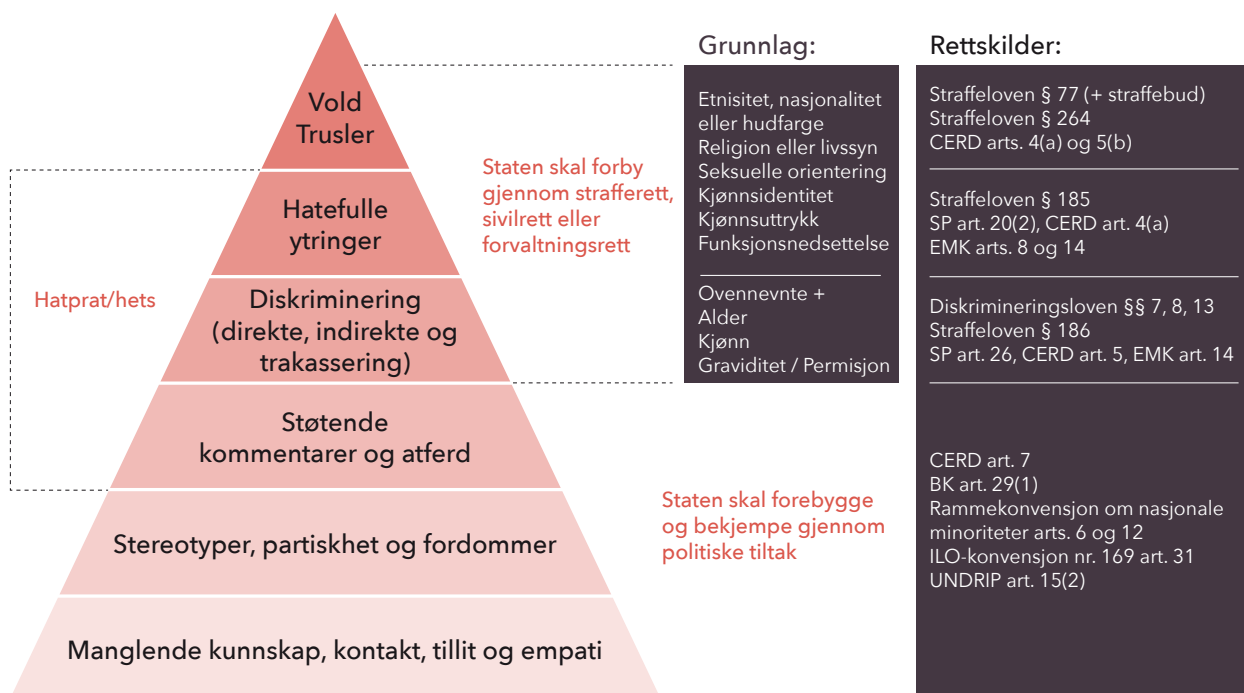 Vold
Trusler
Hatefulle
ytringer
Diskriminering
(direkte, indirekte og
trakassering)
Støtende
kommentarer og atferd
Stereotyper, partiskhet og fordommer
Manglende kunnskap, kontakt, tillit og empati
Hatprat/hets
Staten skal forby
gjennom strafferett,
sivilrett eller
forvaltningsrett
Staten skal forebygge
og bekjempe gjennom
politiske tiltak
Grunnlag:
Etnisitet, nasjonalitet
eller hudfarge
Religion eller livssyn
Seksuelle orientering
Kjønnsidentitet
Kjønnsuttrykk
Funksjonsnedsettelse
Ovennevnte +
Alder
Kjønn
Graviditet / Permisjon
Rettskilder:
Straffeloven § 77 (+ straffebud)
Straffeloven § 264
CERD arts. 4(a) og 5(b)
Straffeloven § 185
SP art. 20(2), CERD art. 4(a)
EMK arts. 8 og 14
Diskrimineringsloven §§ 7, 8, 13
Straffeloven § 186
SP art. 26, CERD art. 5, EMK art. 14
CERD art. 7
BK art. 29(1)
Rammekonvensjon om nasjonale
minoriteter arts. 6 og 12
ILO-konvensjon nr. 169 art. 31
UNDRIP art. 15(2)